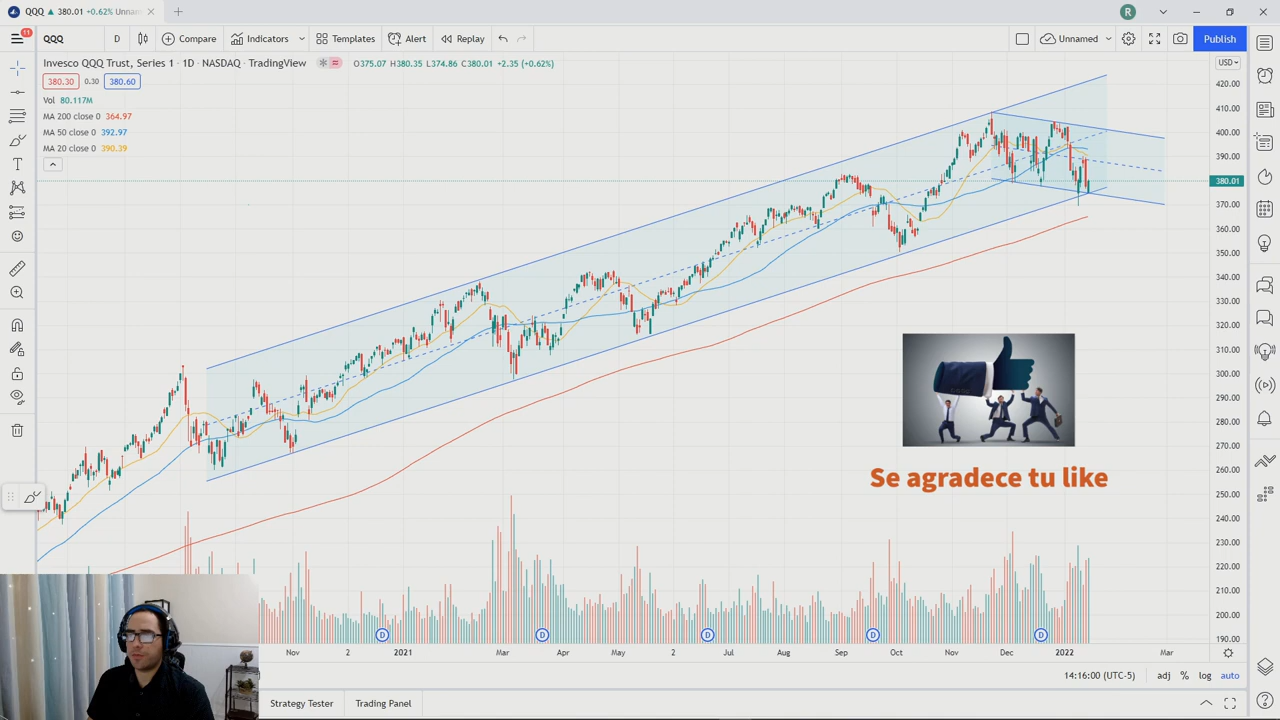 QQQ ▲ 380.01 +0.62% Unnam
R
11
QQQ
D
Compare
Indicators
Templates
Alert
Replay
Unnamed
Publish
Invesco QQQ Trust, Series 1 · 1D · NASDAQ · TradingView
O375.07 H380.35 L374.86 C380.01 +2.35 (+0.62%)
USD
380.30
0.30
380.60
Vol 80.117M
MA 200 close 0 364.97
MA 50 close 0 392.97
MA 20 close 0 390.39
420.00
410.00
400.00
390.00
380.01
370.00
360.00
350.00
340.00
330.00
320.00
310.00
300.00
290.00
280.00
270.00
260.00
250.00
240.00
230.00
220.00
210.00
200.00
190.00
Se agradece tu like
D
D
D
D
D
Nov
2
2021
Mar
Apr
May
2
Jul
Aug
Sep
Oct
Nov
Dec
2022
Mar
14:16:00 (UTC-5)
adj
%
log
auto
Strategy Tester
Trading Panel